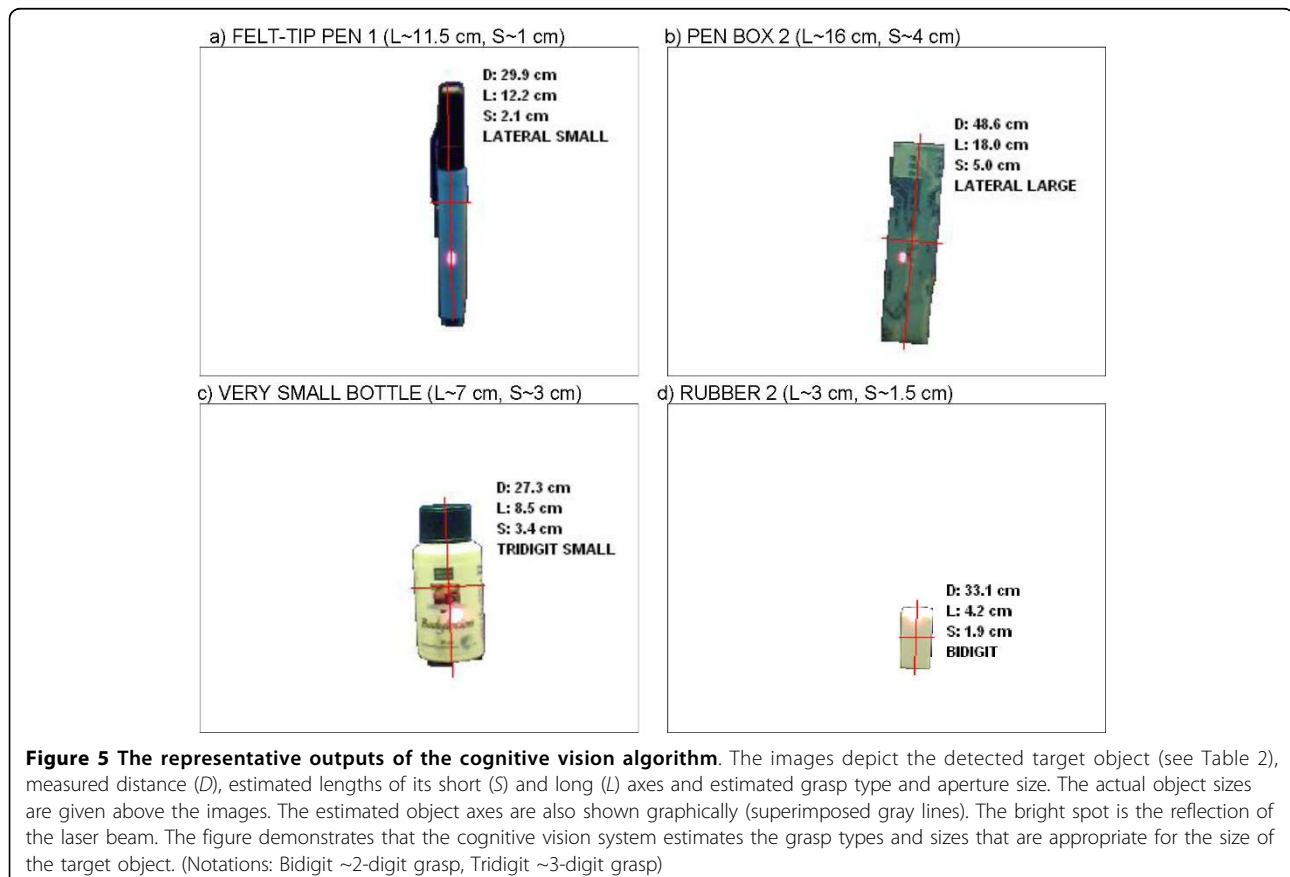 a) FELT-TIP PEN 1 (L~11.5 cm, S~1 cm)
D: 29.9 cm
L: 12.2 cm
S: 2.1 cm
LATERAL SMALL
b) PEN BOX 2 (L~16 cm, S~4 cm)
D: 48.6 cm
L: 18.0 cm
S: 5.0 cm
LATERAL LARGE
c) VERY SMALL BOTTLE (L~7 cm, S~3 cm)
D: 27.3 cm
L: 8.5 cm
S: 3.4 cm
TRIDIGIT SMALL
d) RUBBER 2 (L~3 cm, S~1.5 cm)
D: 33.1 cm
L: 4.2 cm
S: 1.9 cm
BIDIGIT
Figure 5 The representative outputs of the cognitive vision algorithm. The images depict the detected target object (see Table 2),
measured distance (D), estimated lengths of its short (S) and long (L) axes and estimated grasp type and aperture size. The actual object sizes
are given above the images. The estimated object axes are also shown graphically (superimposed gray lines). The bright spot is the reflection of
the laser beam. The figure demonstrates that the cognitive vision system estimates the grasp types and sizes that are appropriate for the size of
the target object. (Notations: Bidigit ~2-digit grasp, Tridigit ~3-digit grasp)